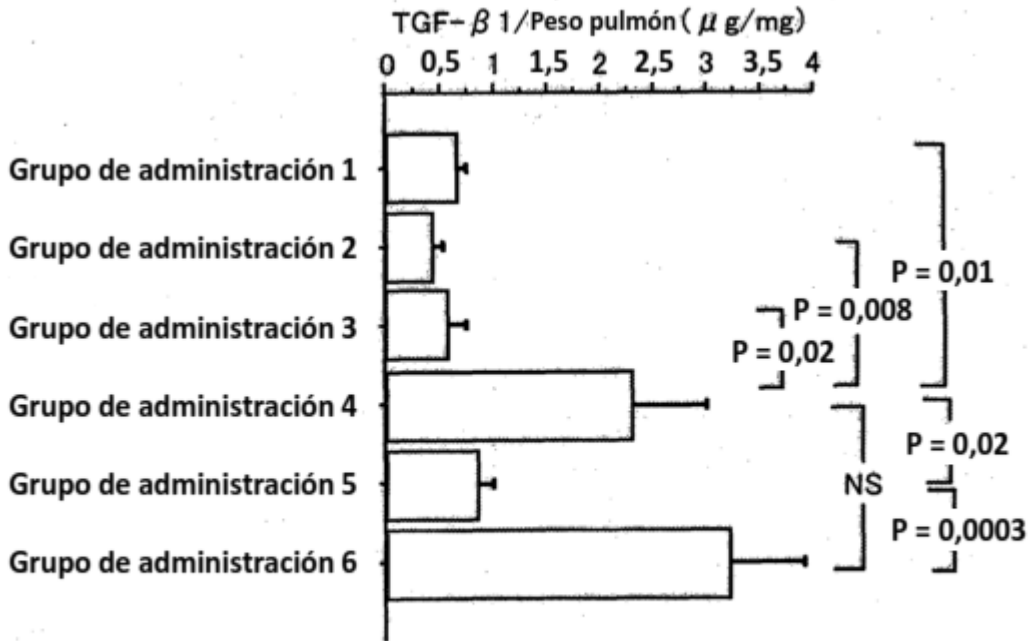 TGF-β 1/Peso pulmón ( μ g/mg)
0 0,5 1 1,5 2 2,5 3 3,5 4
Grupo de administración 1
Grupo de administración 2
Grupo de administración 3
Grupo de administración 4
Grupo de administración 5
Grupo de administración 6
P = 0,01
P = 0,008
P = 0,02
P = 0,02
NS
P = 0,0003